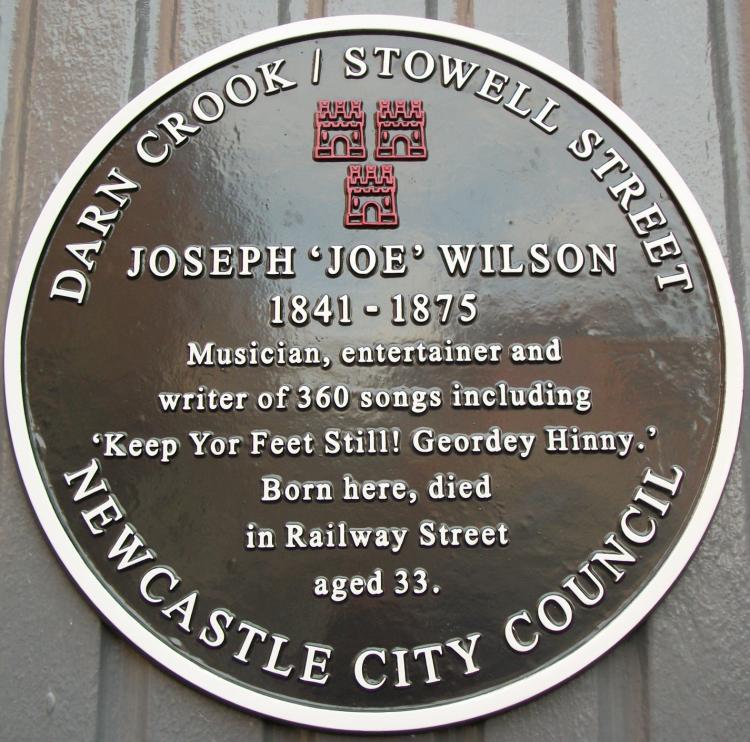 DARN CROOK / STOWELL STREET
JOSEPH ‘JOE’ WILSON
1841 - 1875
Musician, entertainer and
writer of 360 songs including
‘Keep Yor Feet Still! Geordey Hinny.’
Born here, died
in Railway Street
aged 33.
NEWCASTLE CITY COUNCIL